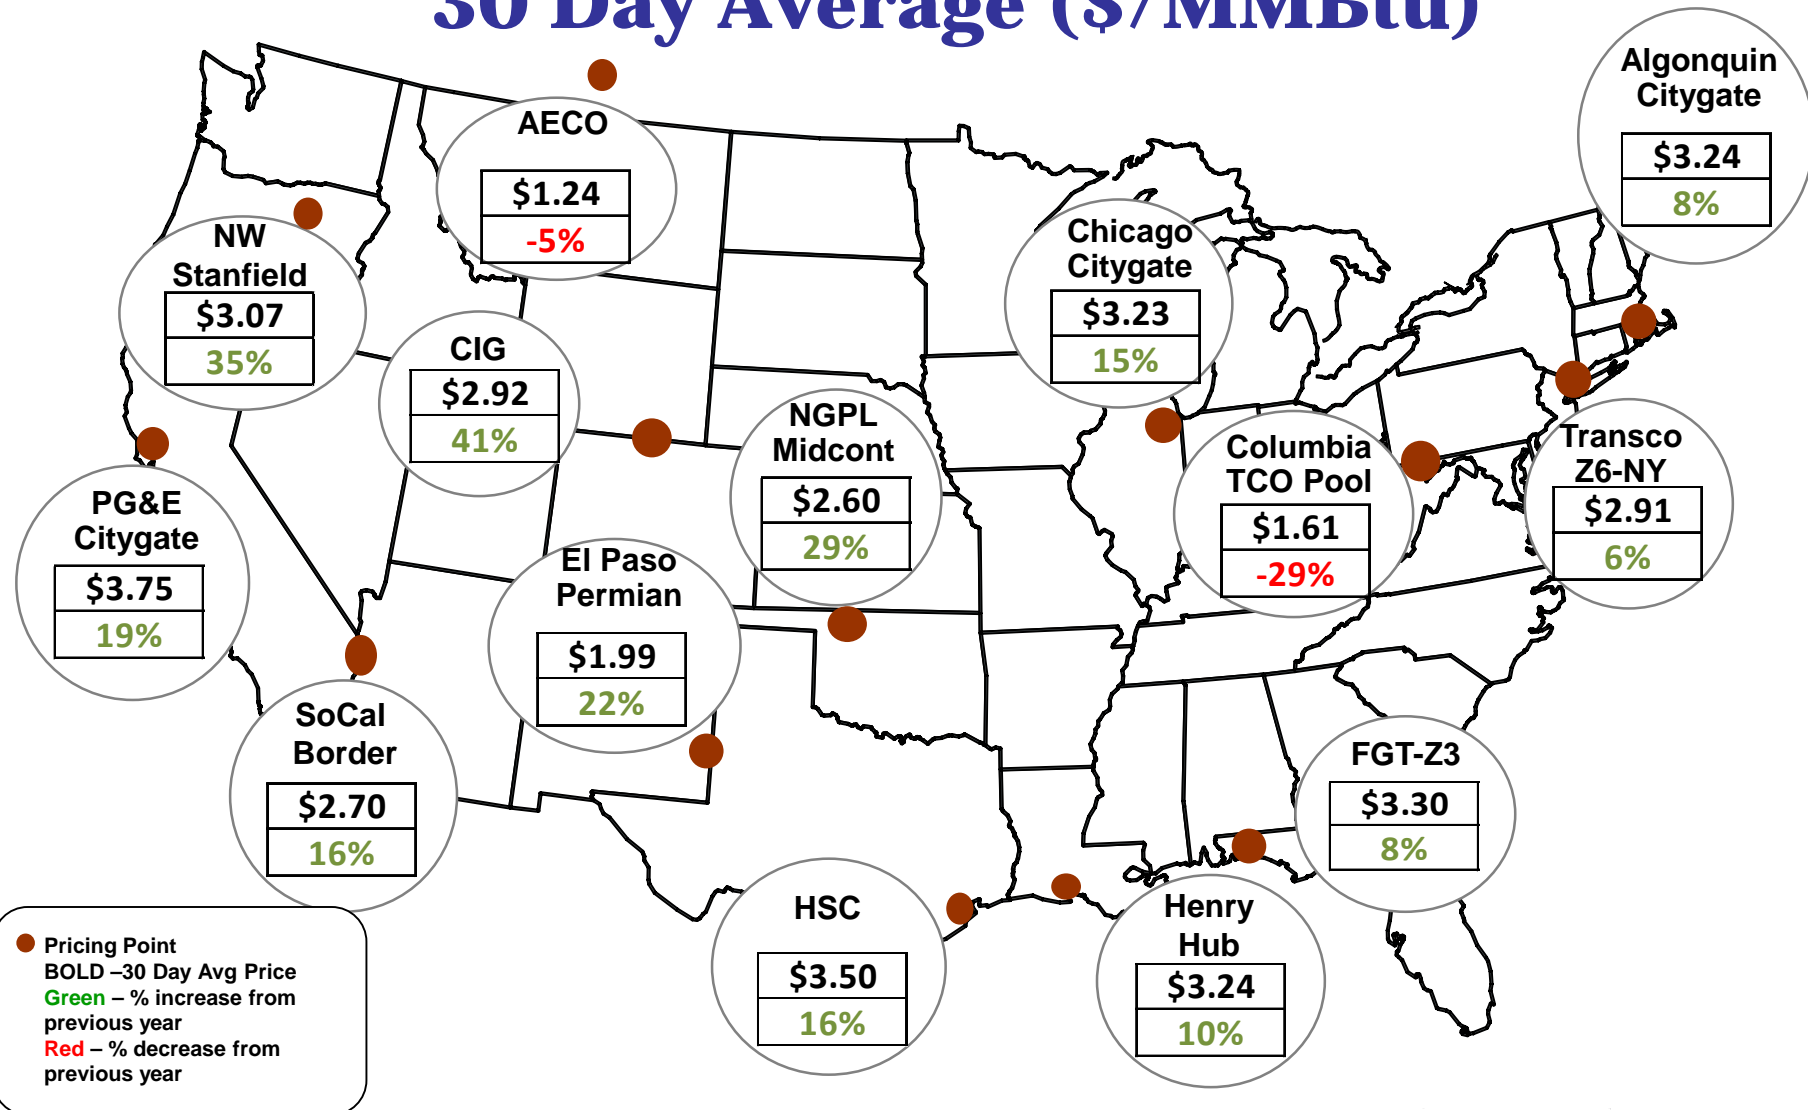 30 Day Average ($/MMBtu)
Algonquin
Citygate
$3.24
8%
AECO
$1.24
-5%
NW
Stanfield
$3.07
35%
Chicago
Citygate
$3.23
15%
CIG
$2.92
41%
NGPL
Midcont
$2.60
29%
Columbia
TCO Pool
$1.61
-29%
Transco
Z6-NY
$2.91
6%
PG&E
Citygate
$3.75
19%
El Paso
Permian
$1.99
22%
SoCal
Border
$2.70
16%
FGT-Z3
$3.30
8%
HSC
$3.50
16%
Henry
Hub
$3.24
10%
Pricing Point
BOLD –30 Day Avg Price
Green – % increase from
previous year
Red – % decrease from
previous year